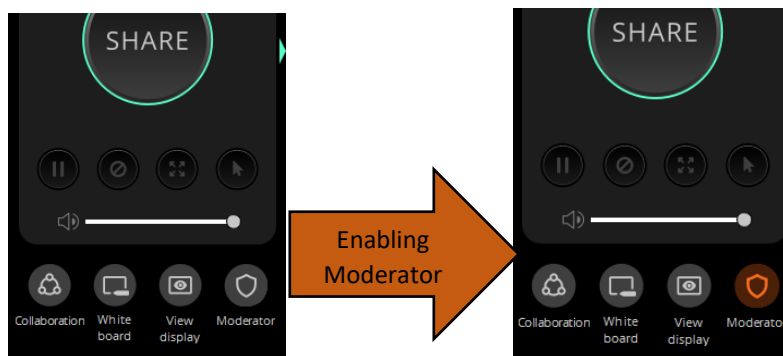 SHARE
Collaboration
White
board
View
display
Moderator
Enabling
Moderator
SHARE
Collaboration
White
board
View
display
Moderato